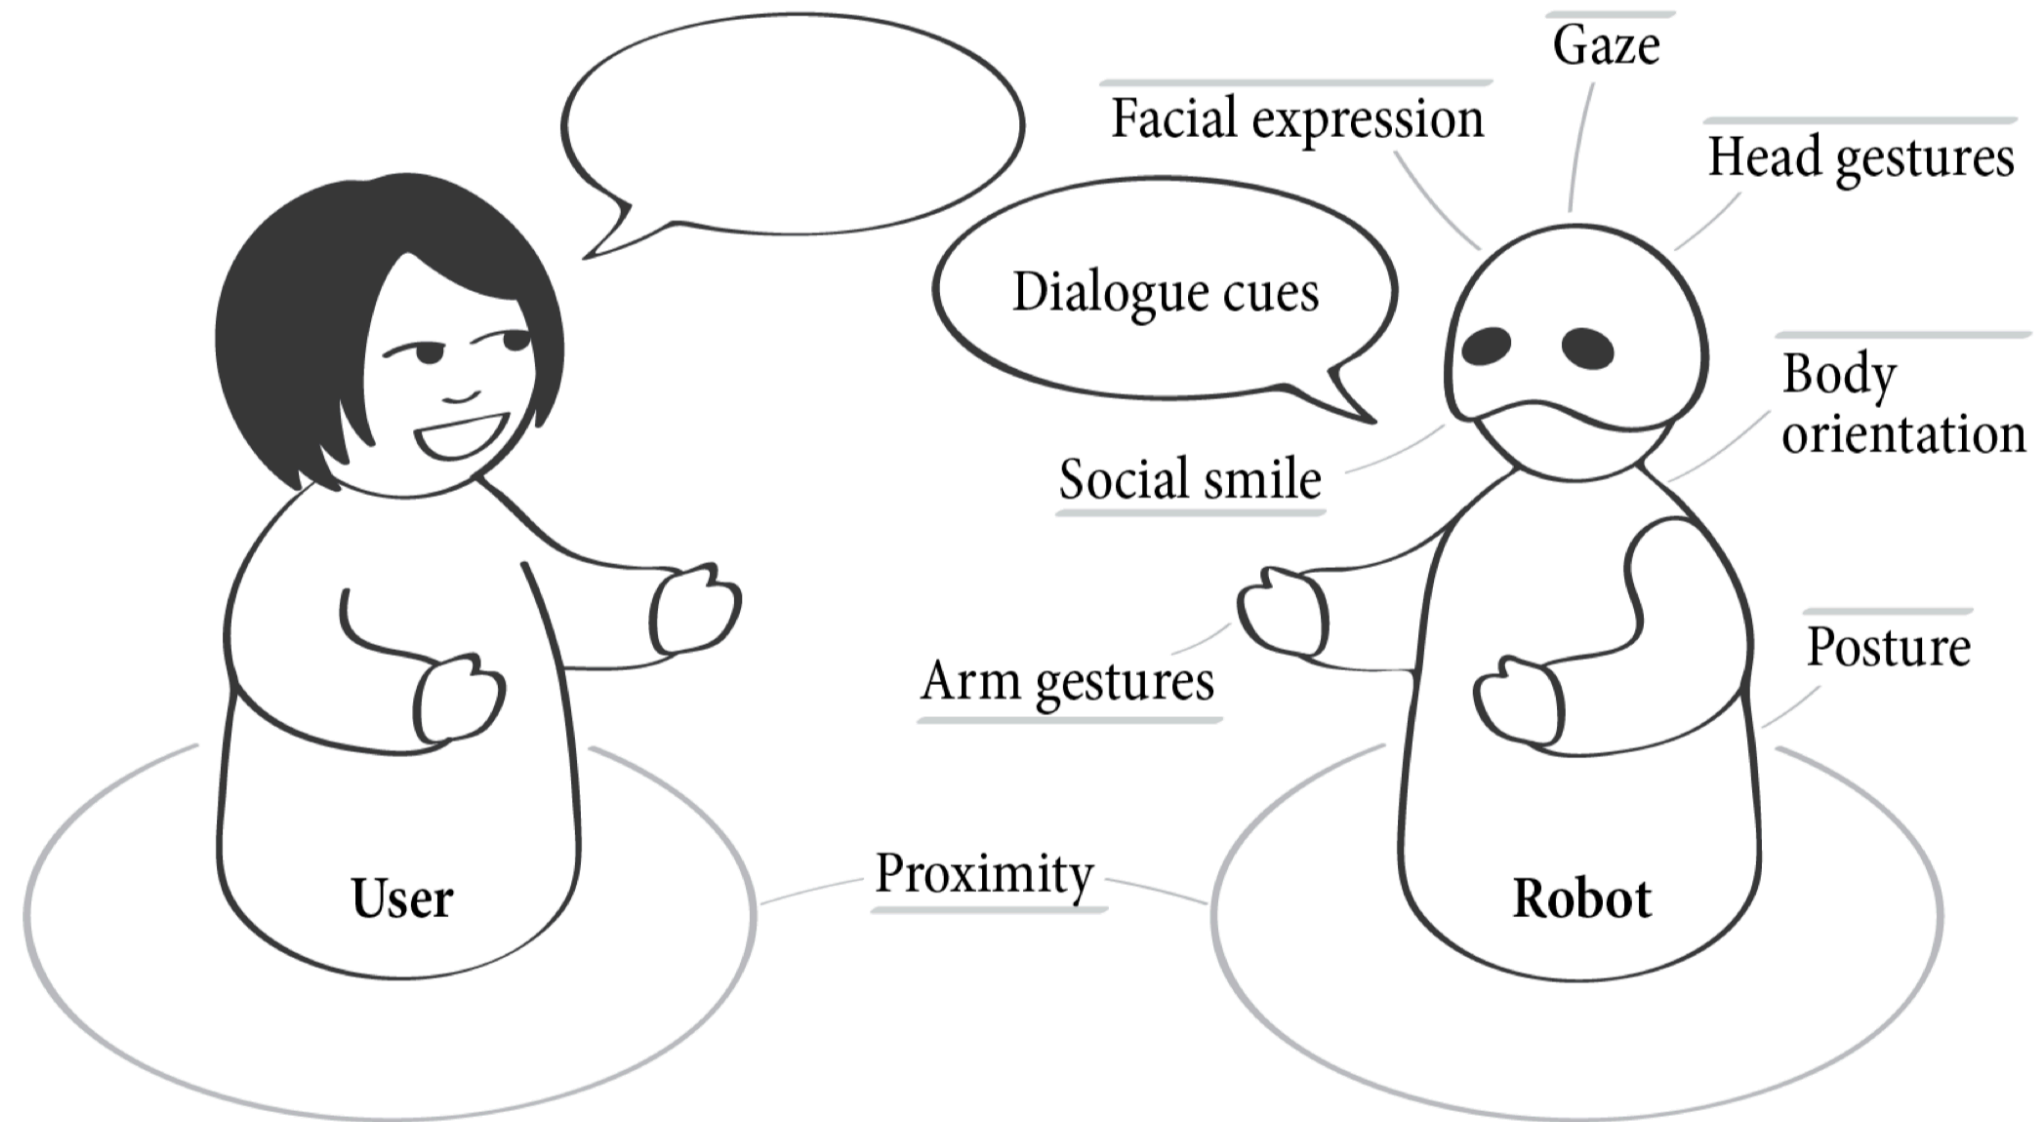 Gaze
Facial expression
Head gestures
Dialogue cues
Body
orientation
Social smile
Posture
Arm gestures
Proximity
User
Robot